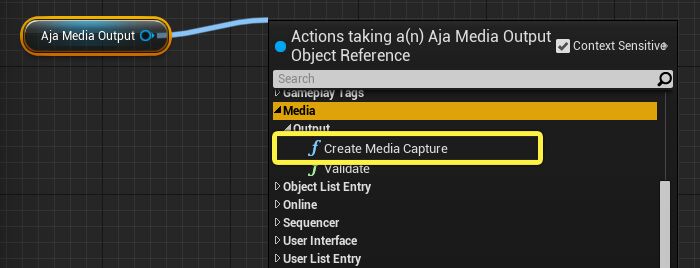 Aja Media Output
Actions taking a(n) Aja Media Output
Object Reference
Context Sensitive
Search
Gameplay Tags
Media
Output
f Create Media Capture
f Validate
Object List Entry
Online
Sequencer
User Interface
User List Entry